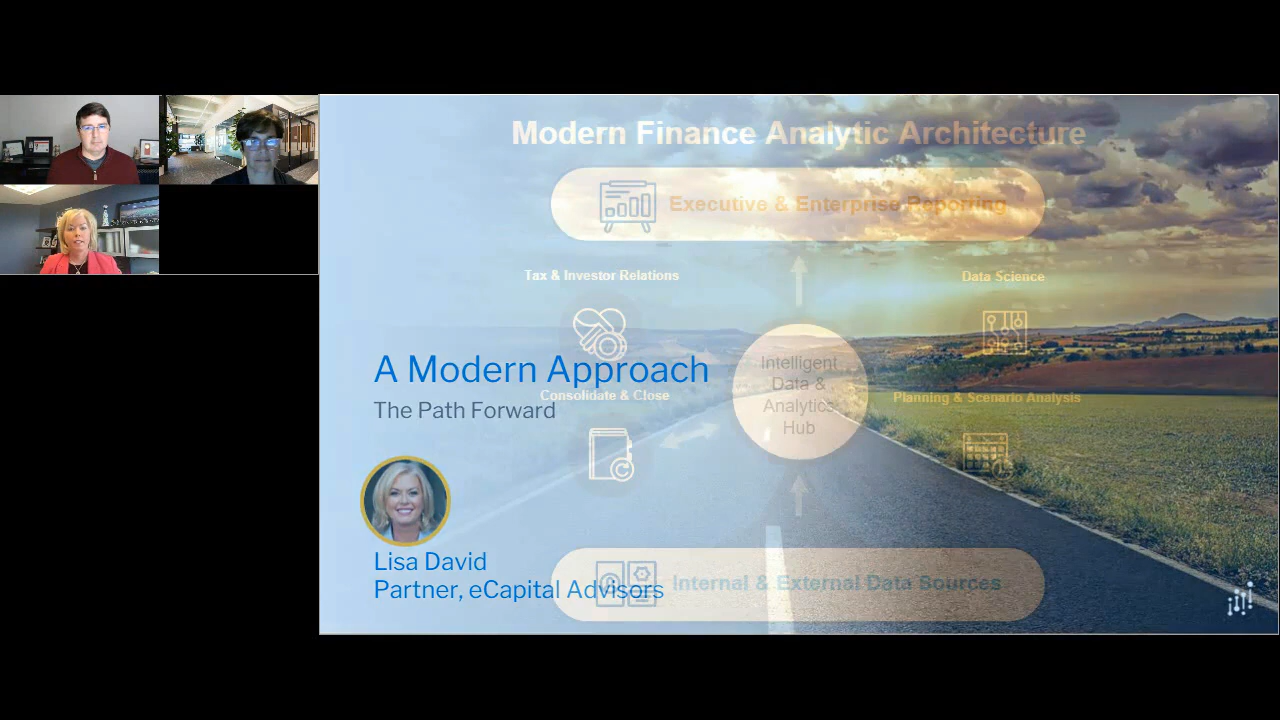 Modern Finance Analytic Architecture
Executive & Enterprise Reporting
Tax & Investor Relations
Data Science
Intelligent
Data &
Analytics
Hub
A Modern Approach
Consolidate & Close
Planning & Scenario Analysis
The Path Forward
Lisa David
Partner, eCapital Advisors
Internal & External Data Sources